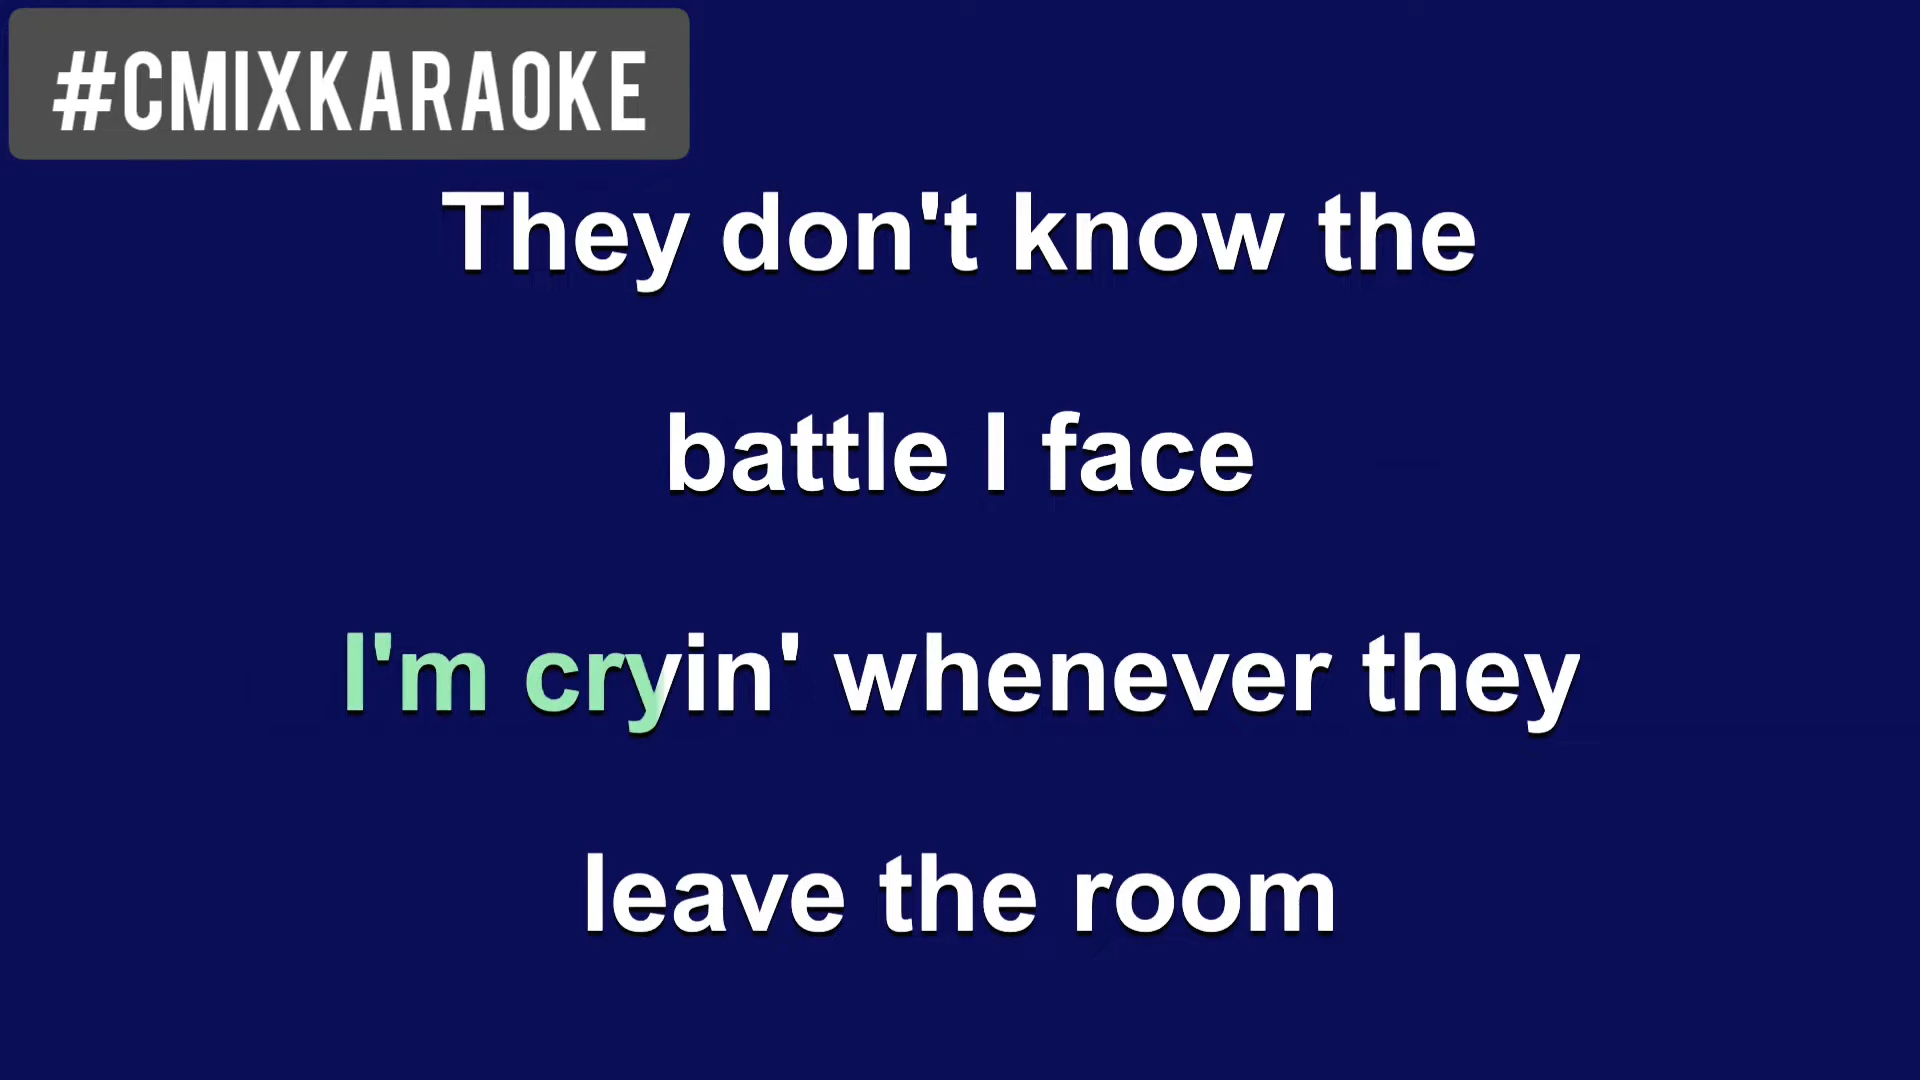 #CMIXKARAOKE
They don't know the
battle I face
I'm cryin' whenever they
leave the room